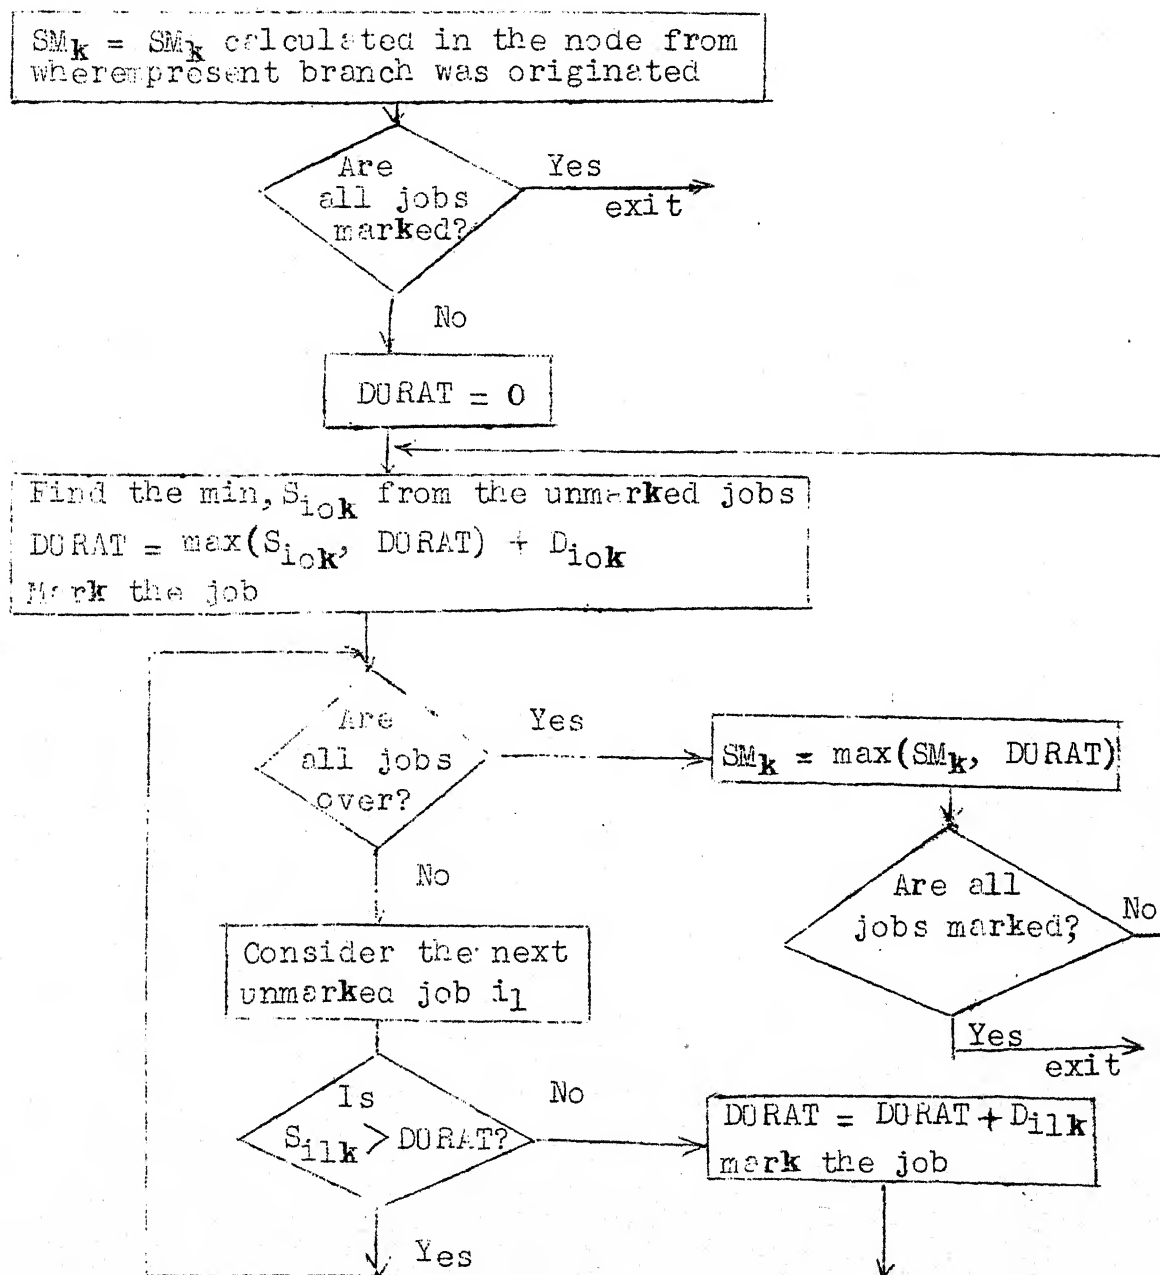 SMk = SMk calculated in the node from
where present branch was originated
Are
all jobs
marked?
Yes
exit
No
DURAT = 0
Find the min, Siok from the unmarked jobs
DURAT = max(Siok, DURAT) + Diok
Mark the job
Are
all jobs
over?
Yes
SMk = max(SMk, DURAT)
No
Are all
jobs marked?
No
Yes
exit
Consider the next
unmarked job i1
Is
Si1k > DURAT?
No
DURAT = DURAT + Di1k
mark the job
Yes